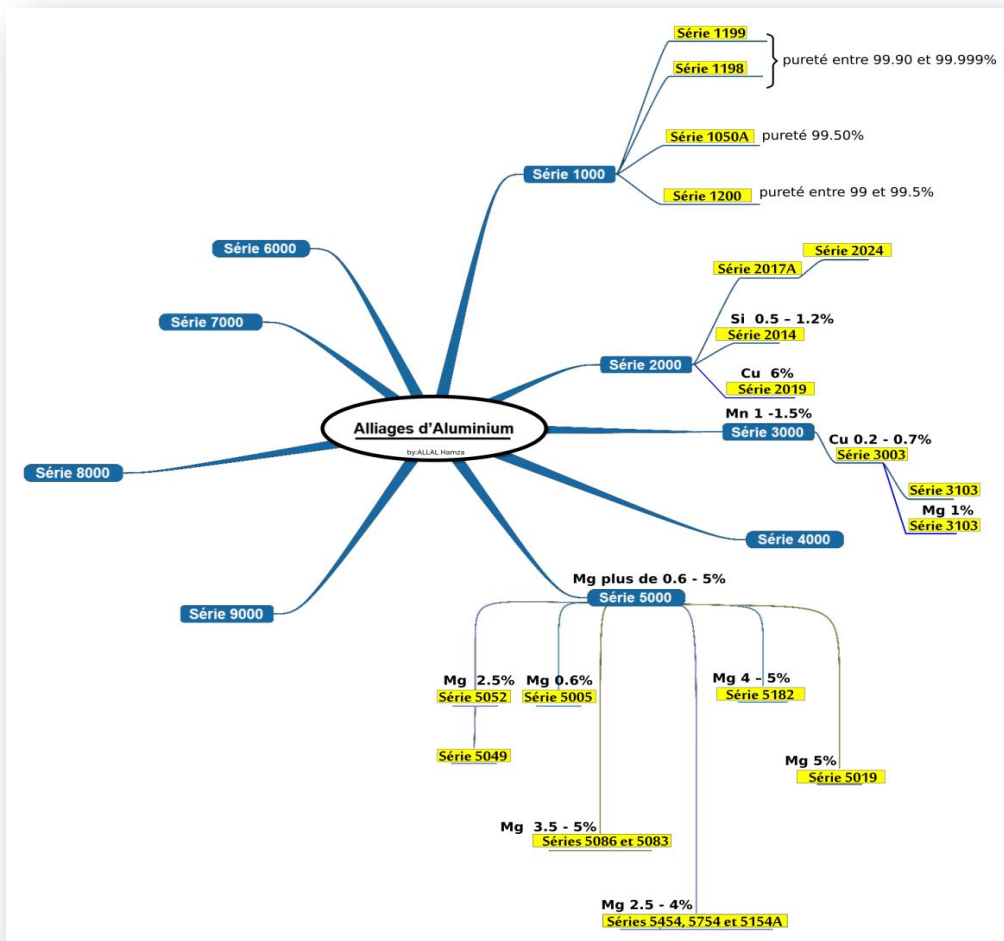 Série 1199
Série 1198
pureté entre 99.90 et 99.999%
Série 1050A
pureté 99.50%
Série 1000
Série 1200
pureté entre 99 et 99.5%
Série 6000
Série 7000
Série 2024
Série 2017A
Si 0.5 – 1.2%
Série 2014
Série 2000
Cu 6%
Série 2019
Alliages d'Aluminium
by:ALLAL Hamza
Mn 1 -1.5%
Série 3000
Cu 0.2 - 0.7%
Série 3003
Série 3103
Mg 1%
Série 3103
Série 8000
Série 4000
Série 9000
Mg plus de 0.6 - 5%
Série 5000
Mg 2.5%
Série 5052
Mg 0.6%
Série 5005
Mg 4 – 5%
Série 5182
Série 5049
Mg 5%
Série 5019
Mg 3.5 - 5%
Séries 5086 et 5083
Mg 2.5 - 4%
Séries 5454, 5754 et 5154A